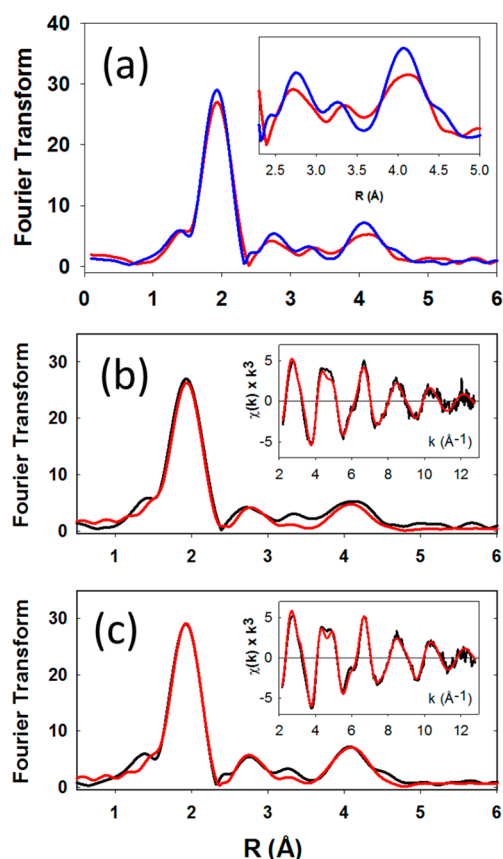 40
(a)
30
20
10
0
Fourier Transform
2.5 3.0 3.5 4.0 4.5 5.0
R (Å)
0 1 2 3 4 5 6
30
(b)
20
10
0
Fourier Transform
5
0
-5
χ(k) x k3
k (Å-1)
2 4 6 8 10 12
1 2 3 4 5 6
30
(c)
20
10
0
Fourier Transform
5
0
-5
χ(k) x k3
k (Å-1)
2 4 6 8 10 12
1 2 3 4 5 6
R (Å)